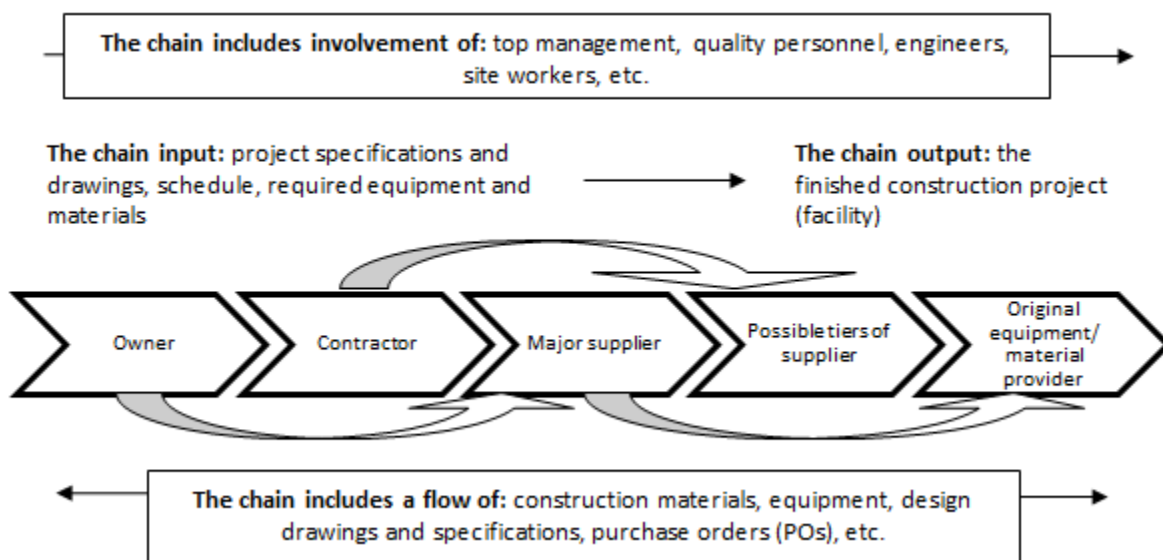 The chain includes involvement of: top management, quality personnel, engineers,
site workers, etc.
The chain input: project specifications and
drawings, schedule, required equipment and
materials
The chain output: the
finished construction project
(facility)
Owner
Contractor
Major supplier
Possible tiers of
supplier
Original
equipment/
material
provider
The chain includes a flow of: construction materials, equipment, design
drawings and specifications, purchase orders (POs), etc.